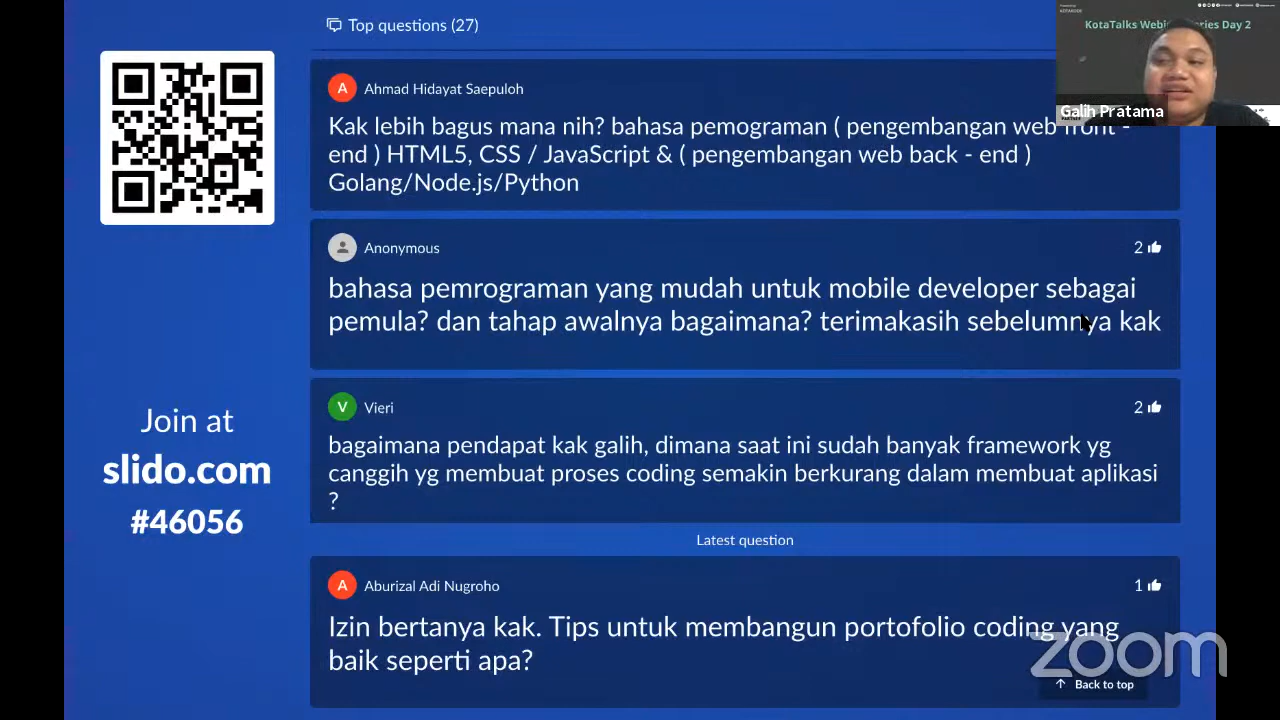 Top questions (27)
KotaTalks Webin
ries Day 2
Galih Pratama
Ahmad Hidayat Saepuloh
Kak lebih bagus mana nih? bahasa pemograman ( pengembangan web front -
end ) HTML5, CSS / JavaScript & ( pengembangan web back - end )
Golang/Node.js/Python
Anonymous
2
bahasa pemrograman yang mudah untuk mobile developer sebagai
pemula? dan tahap awalnya bagaimana? terimakasih sebelumnya kak
V
Vieri
2
bagaimana pendapat kak galih, dimana saat ini sudah banyak framework yg
canggih yg membuat proses coding semakin berkurang dalam membuat aplikasi
?
Join at
slido.com
#46056
Latest question
A
Aburizal Adi Nugroho
1
Izin bertanya kak. Tips untuk membangun portofolio coding yang
baik seperti apa?
zoom
Back to top